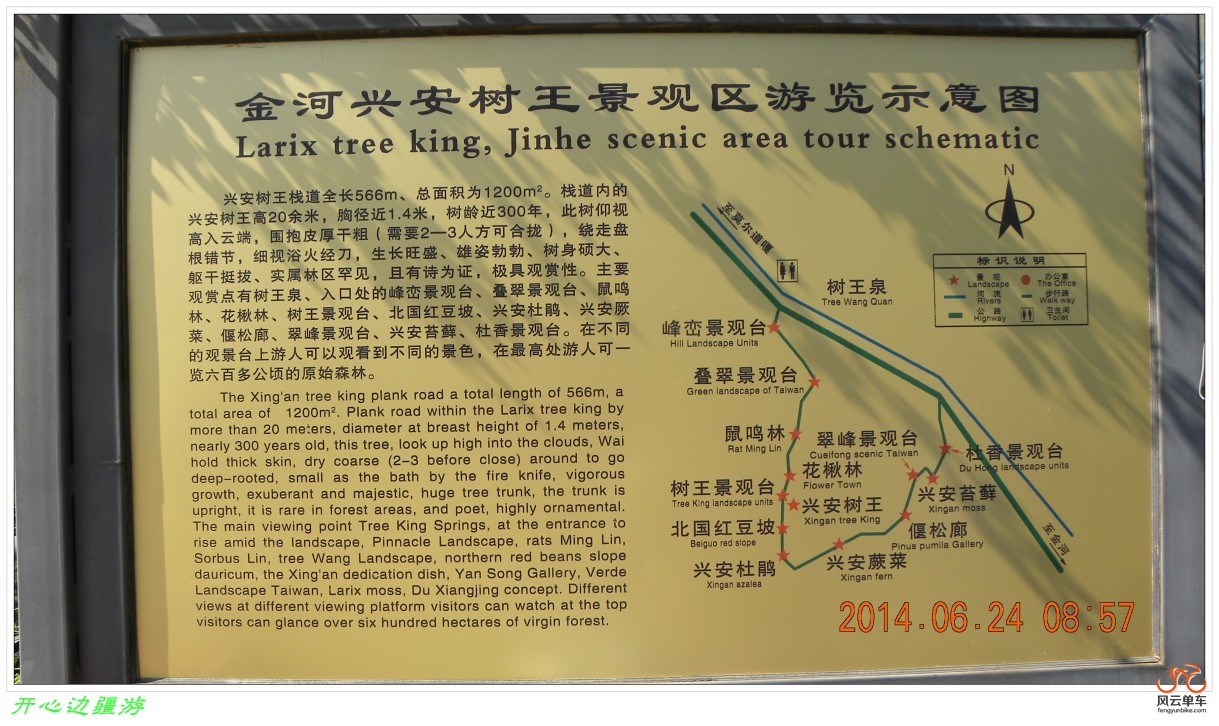 金河兴安树王景观区游览示意图
Larix tree king, Jinhe scenic area tour schematic
兴安树王栈道全长566m、总面积为1200m²。栈道内的
兴安树王高20余米，胸径近1.4米，树龄近300年，此树仰视
高入云端，围抱皮厚干粗（需要2—3人方可合拢），绕走盘
根错节，细视浴火经刀，生长旺盛、雄姿勃勃、树身硕大、
躯干挺拔、实属林区罕见，且有诗为证，极具观赏性。主要
观赏点有树王泉、入口处的峰峦景观台、叠翠景观台、鼠鸣
林、花楸林、树王景观台、北国红豆坡、兴安杜鹃、兴安蕨
菜、偃松廊、翠峰景观台、兴安苔藓、杜香景观台。在不同
的观景台上游人可以观看到不同的景色，在最高处游人可一
览六百多公顷的原始森林。
The Xing'an tree king plank road a total length of 566m, a
total area of 1200m². Plank road within the Larix tree king by
more than 20 meters, diameter at breast height of 1.4 meters,
nearly 300 years old, this tree, look up high into the clouds, Wai
hold thick skin, dry coarse (2-3 before close) around to go
deep-rooted, small as the bath by the fire knife, vigorous
growth, exuberant and majestic, huge tree trunk, the trunk is
upright, it is rare in forest areas, and poet, highly ornamental.
The main viewing point Tree King Springs, at the entrance to
rise amid the landscape, Pinnacle Landscape, rats Ming Lin,
Sorbus Lin, tree Wang Landscape, northern red beans slope
dauricum, the Xing'an dedication dish, Yan Song Gallery, Verde
Landscape Taiwan, Larix moss, Du Xiangjing concept. Different
views at different viewing platform visitors can watch at the top
visitors can glance over six hundred hectares of virgin forest.
N
标识说明
景观
Landscape
办公室
The Office
河流
Rivers
步行路
Walk way
公路
Highway
卫生间
Toilet
至莫尔道嘎
树王泉
Tree Wang Quan
峰峦景观台
Hill Landscape Units
叠翠景观台
Green landscape of Taiwan
鼠鸣林
Rat Ming Lin
翠峰景观台
Cueifong scenic Taiwan
杜香景观台
Du Hong landscape units
花楸林
Flower Town
树王景观台
Tree King landscape units
兴安树王
Xingan tree King
兴安苔藓
Xingan moss
北国红豆坡
Beiguo red slope
偃松廊
Pinus pumila Gallery
至金河
兴安杜鹃
Xingan azalea
兴安蕨菜
Xingan fern
2014.06.24 08:57
开心边疆游
风云单车
fengyunbike.com